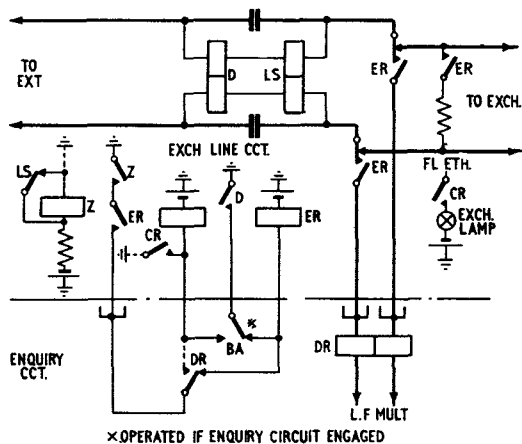 TO
EXT
D
LS
ER
ER
TO EXCH.
EXCH LINE CCT.
ER
FL ETH.
LS
Z
Z
ER
CR
D
ER
CR
EXCH.
LAMP
ENQUIRY
CCT.
DR
BA
×
DR
L.F MULT
×OPERATED IF ENQUIRY CIRCUIT ENGAGED